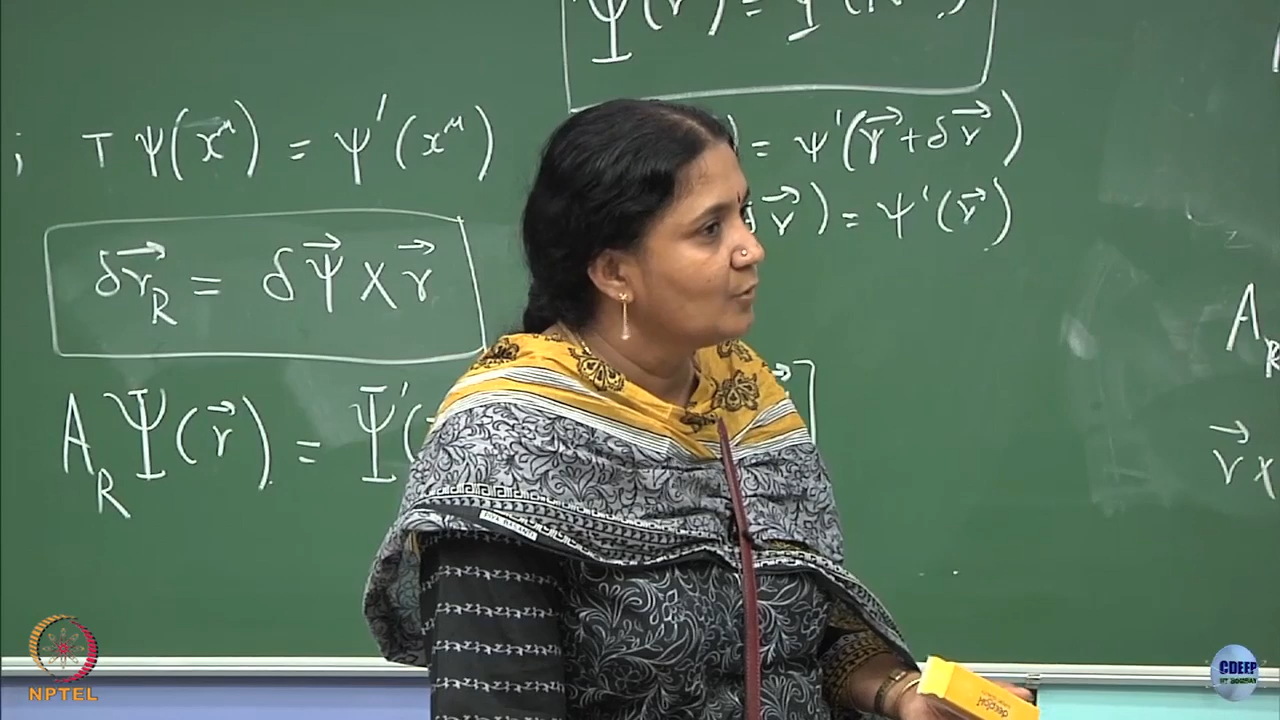 Ψ(r) =
; T ψ(x^μ) = ψ'(x^μ)
) = ψ'(r⃗ + δr⃗)
r⃗) = ψ'(r⃗)
δr⃗_R = δψ⃗ × r⃗
A_R Ψ(r⃗) = Ψ'(
]
A_R
r⃗ ×
NPTEL
CDEEP
IIT BOMBAY